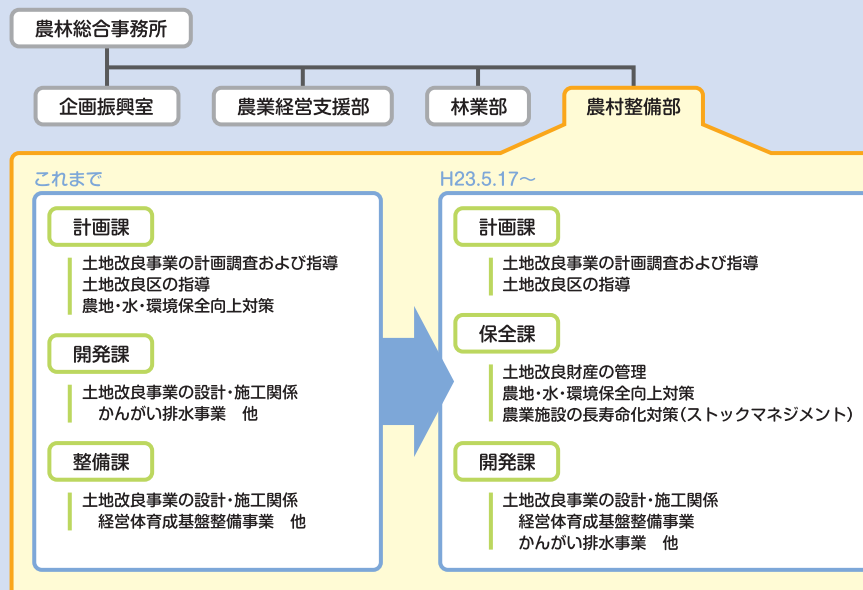 農林総合事務所
企画振興室
農業経営支援部
林業部
農村整備部
これまで
計画課
土地改良事業の計画調査および指導
土地改良区の指導
農地・水・環境保全向上対策
開発課
土地改良事業の設計・施工関係
かんがい排水事業　他
整備課
土地改良事業の設計・施工関係
経営体育成基盤整備事業　他
H23.5.17～
計画課
土地改良事業の計画調査および指導
土地改良区の指導
保全課
土地改良財産の管理
農地・水・環境保全向上対策
農業施設の長寿命化対策（ストックマネジメント）
開発課
土地改良事業の設計・施工関係
経営体育成基盤整備事業
かんがい排水事業　他